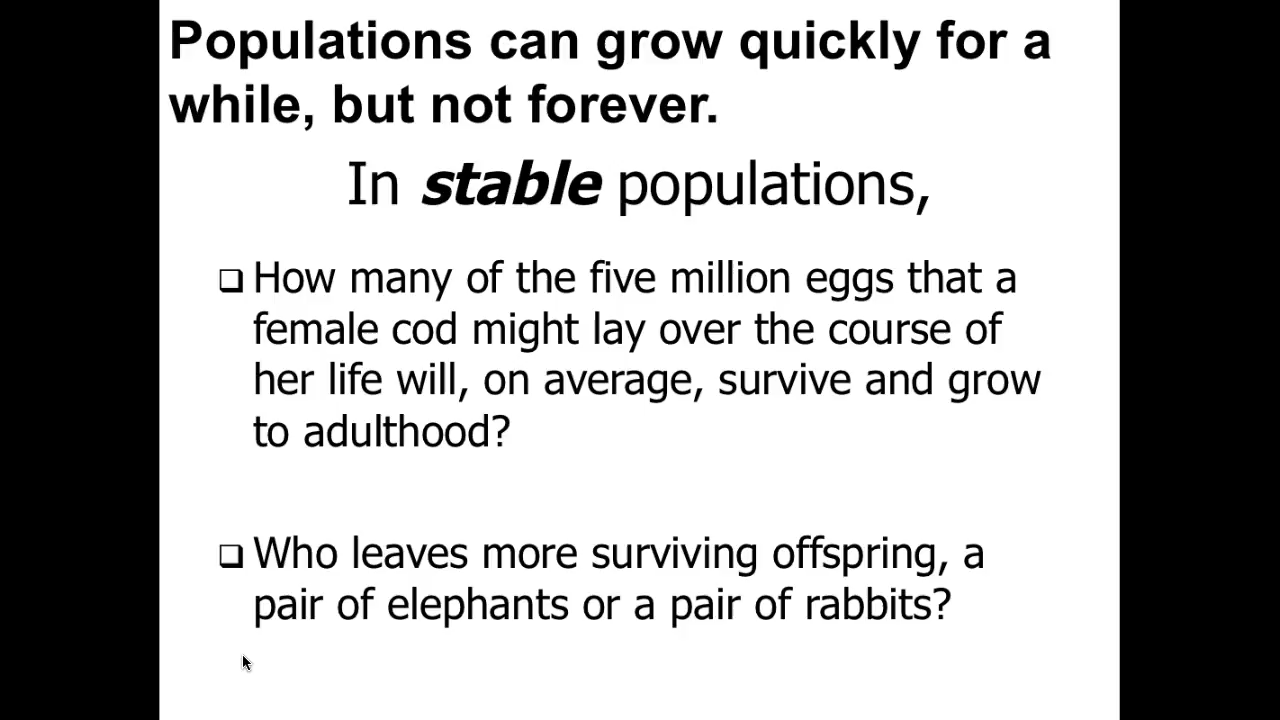 Populations can grow quickly for a
while, but not forever.
In stable populations,
❑ How many of the five million eggs that a
female cod might lay over the course of
her life will, on average, survive and grow
to adulthood?
❑ Who leaves more surviving offspring, a
pair of elephants or a pair of rabbits?